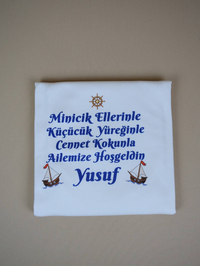 Minicik Ellerinle
Küçücük Yüreğinle
Cennet Kokunla
Ailemize Hoşgeldin
Yusuf